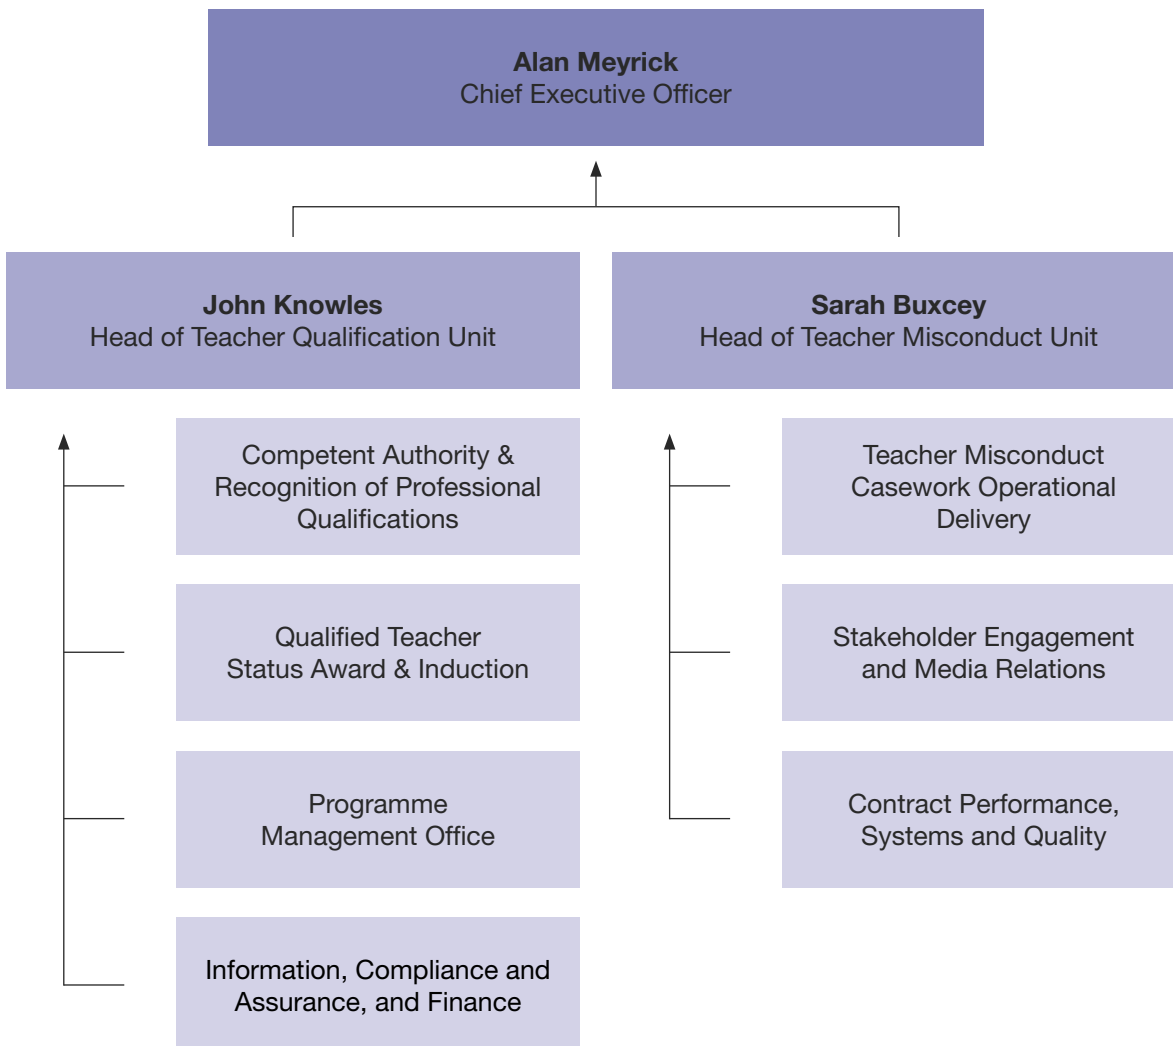 Alan Meyrick
Chief Executive Officer
John Knowles
Head of Teacher Qualification Unit
Sarah Buxcey
Head of Teacher Misconduct Unit
Competent Authority &
Recognition of Professional
Qualifications
Qualified Teacher
Status Award & Induction
Programme
Management Office
Information, Compliance and
Assurance, and Finance
Teacher Misconduct
Casework Operational
Delivery
Stakeholder Engagement
and Media Relations
Contract Performance,
Systems and Quality